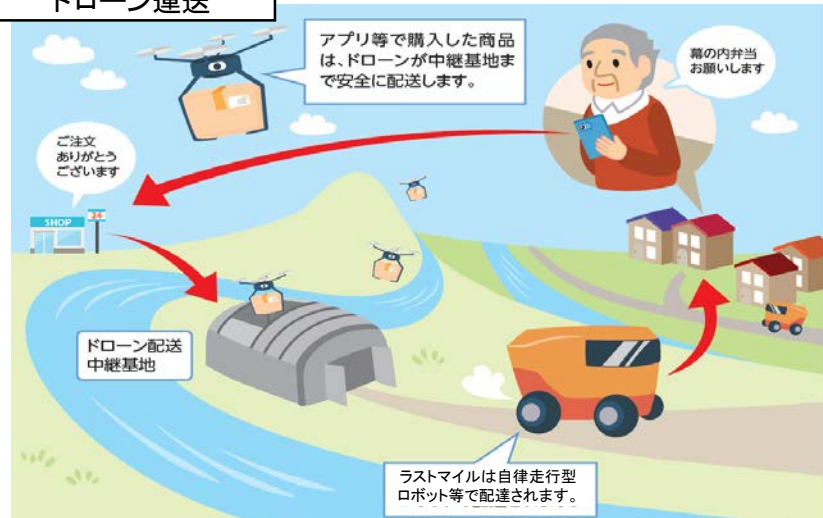 ドローン運送
アプリ等で購入した商品
は、ドローンが中継基地ま
で安全に配送します。
幕の内弁当
お願いします
ご注文
ありがとう
ございます
SHOP
24
ドローン配送
中継基地
ラストマイルは自律走行型
ロボット等で配達されます。